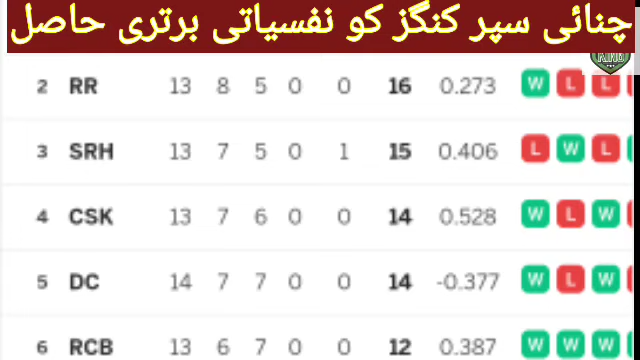 چنائی سپر کنگز کو نفسیاتی برتری حاصل
2 RR 13 8 5 0 0 16 0.273 W L L
3 SRH 13 7 5 0 1 15 0.406 L W L
4 CSK 13 7 6 0 0 14 0.528 W L W
5 DC 14 7 7 0 0 14 -0.377 W L W
6 RCB 13 6 7 0 0 12 0.387 W W W